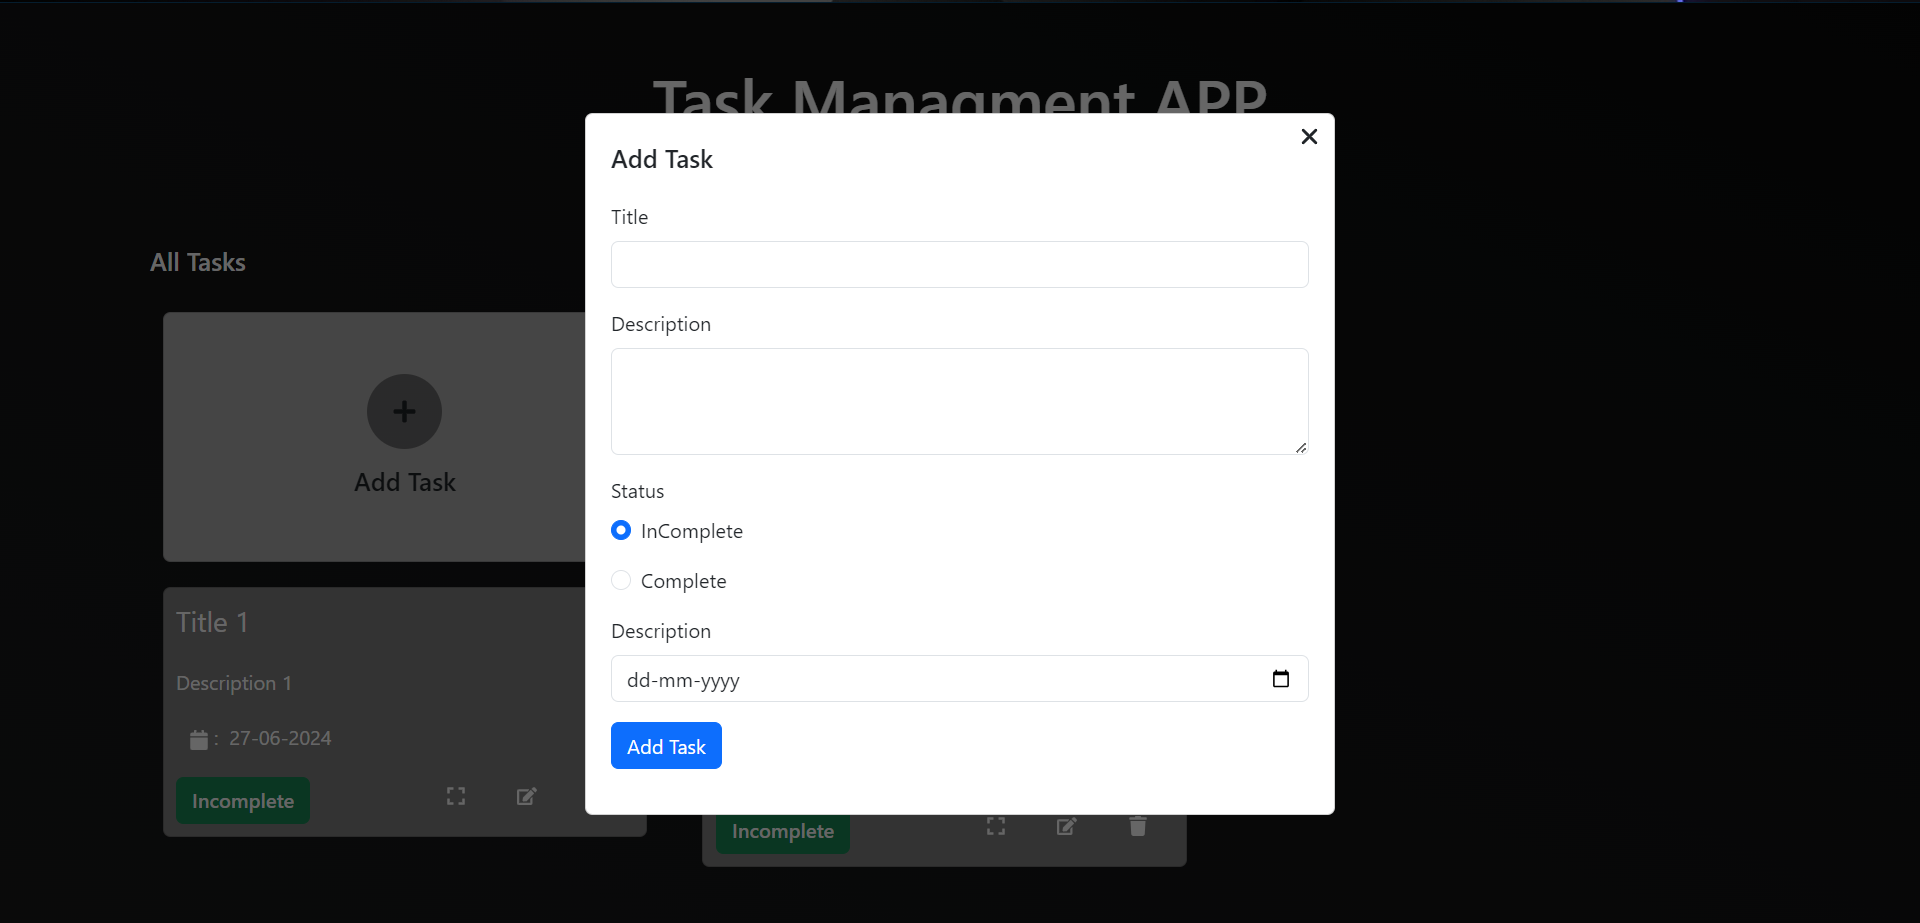 Task Managment APP
All Tasks
Add Task
Title 1
Description 1
: 27-06-2024
Incomplete
Add Task
Title
Description
Status
InComplete
Complete
Description
dd-mm-yyyy
Add Task
Incomplete